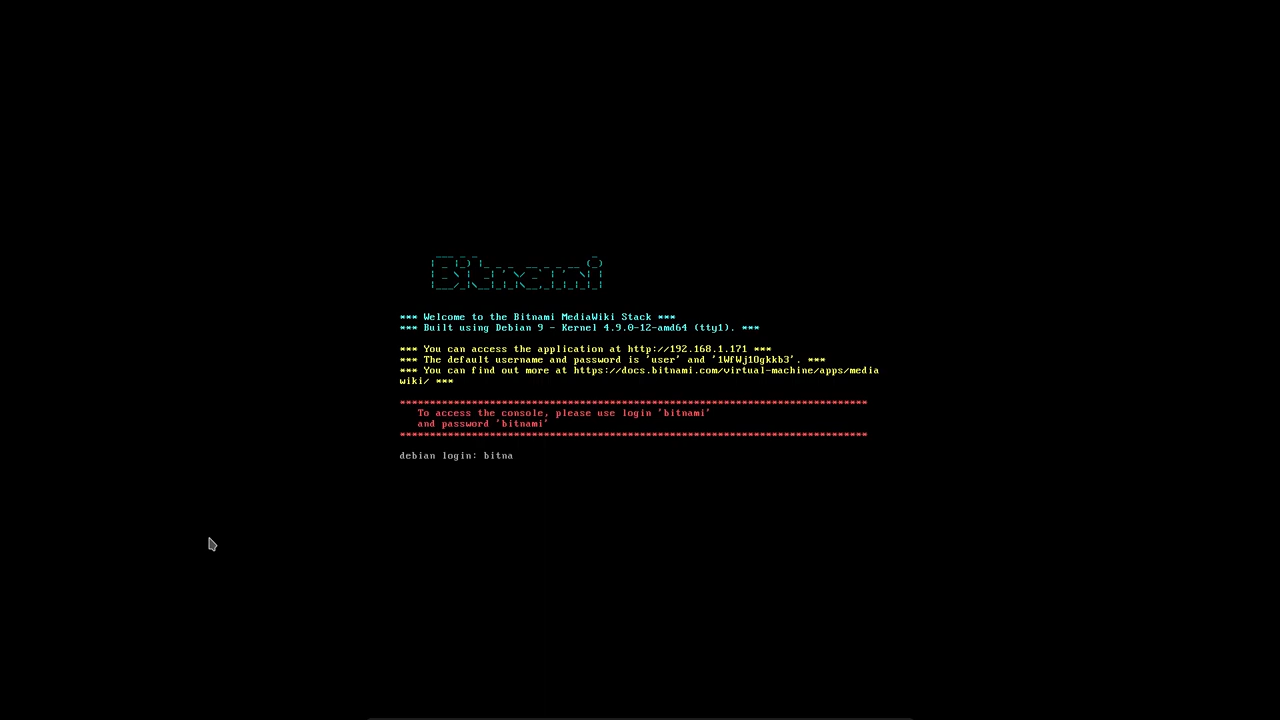 Bitnami
*** Welcome to the Bitnami MediaWiki Stack ***
*** Built using Debian 9 - Kernel 4.9.0-12-amd64 (tty1). ***
*** You can access the application at http://192.168.1.171 ***
*** The default username and password is 'user' and '1WfWj1Ogkkb3'. ***
*** You can find out more at https://docs.bitnami.com/virtual-machine/apps/media
wiki/ ***
******************************************************************************
To access the console, please use login 'bitnami'
and password 'bitnami'
******************************************************************************
debian login: bitna